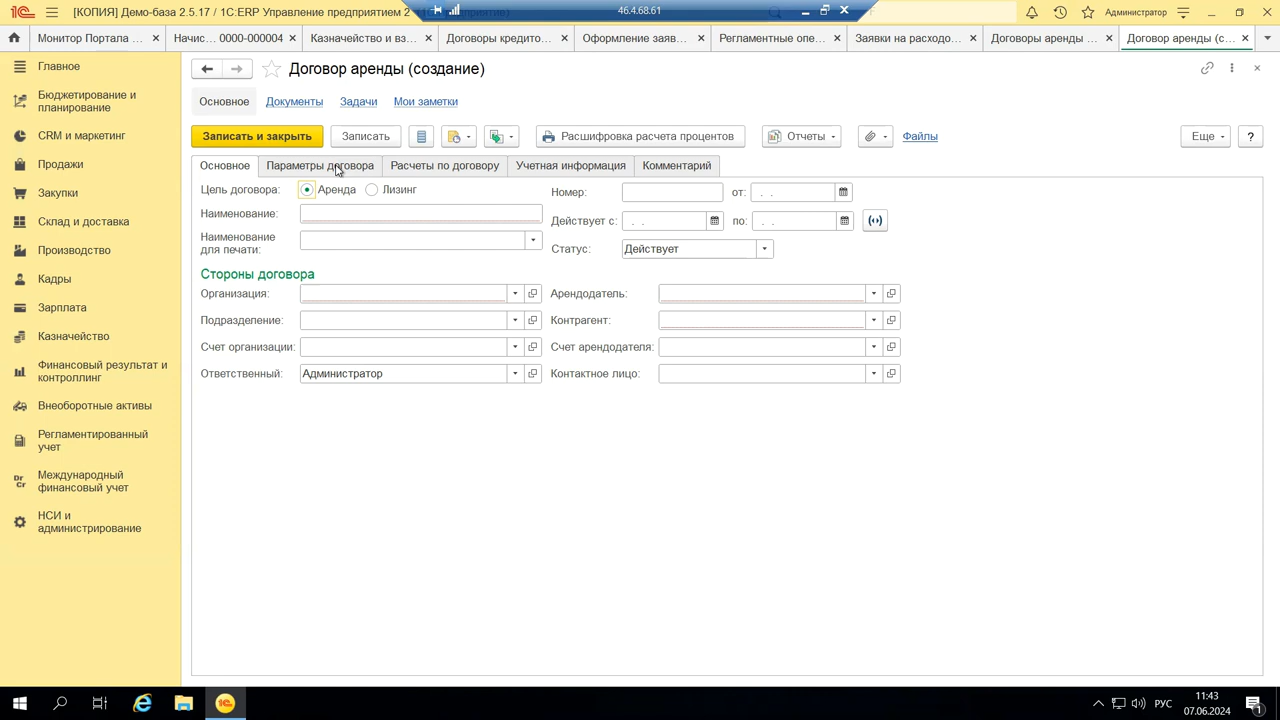 [КОПИЯ] Демо-база 2.5.17 / 1С:ERP Управление предприятием 2
46.4.68.61
Администратор
Монитор Портала ...
Начис... 0000-000004
Казначейство и вз...
Договоры кредито...
Оформление заяв...
Регламентные опе...
Заявки на расходо...
Договоры аренды ...
Договор аренды (с...
Главное
Бюджетирование и
планирование
CRM и маркетинг
Продажи
Закупки
Склад и доставка
Производство
Кадры
Зарплата
Казначейство
Финансовый результат и
контроллинг
Внеоборотные активы
Регламентированный
учет
Международный
финансовый учет
НСИ и
администрирование
Договор аренды (создание)
Основное Документы Задачи Мои заметки
Записать и закрыть Записать Расшифровка расчета процентов Отчеты Файлы Еще ?
Основное Параметры договора Расчеты по договору Учетная информация Комментарий
Цель договора: Аренда Лизинг Номер: от: . .
Наименование: Действует с: . . по: . .
Наименование
для печати: Статус: Действует
Стороны договора
Организация: Арендодатель:
Подразделение: Контрагент:
Счет организации: Счет арендодателя:
Ответственный: Администратор Контактное лицо:
РУС
11:43
07.06.2024
1